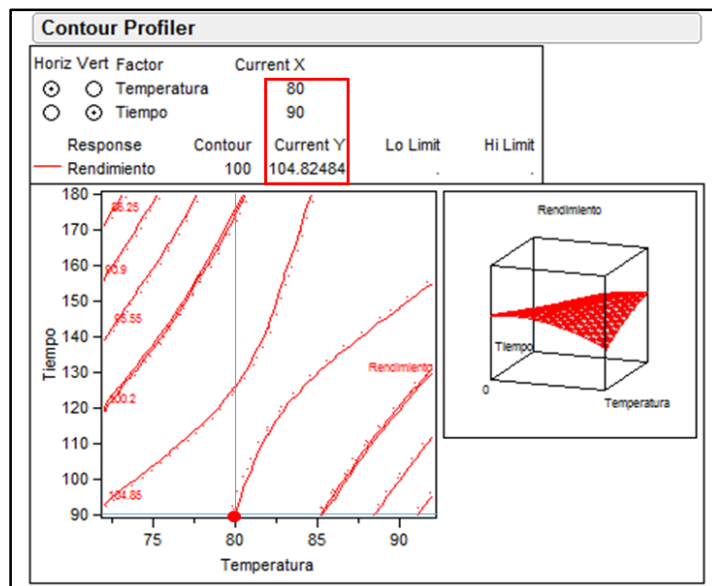 Contour Profiler
Horiz Vert Factor Current X
Temperatura 80
Tiempo 90
Response Contour Current Y Lo Limit Hi Limit
Rendimiento 100 104.82484 . .
180
170
160
150
140
130
120
110
100
90
Tiempo
86.25
90.9
95.55
100.2
104.85
Rendimiento
75 80 85 90
Temperatura
Rendimiento
Tiempo
0
Temperatura